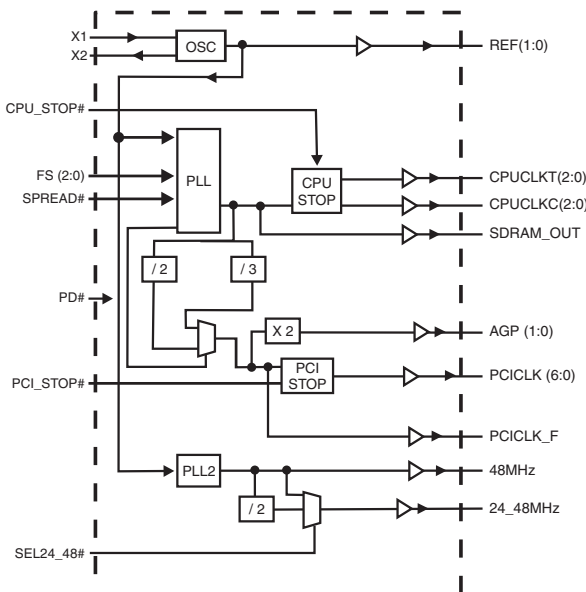 X1
X2
OSC
REF(1:0)
CPU_STOP#
FS (2:0)
SPREAD#
PLL
CPU
STOP
CPUCLKT(2:0)
CPUCLKC(2:0)
SDRAM_OUT
/ 2
/ 3
PD#
X 2
AGP (1:0)
PCI_STOP#
PCI
STOP
PCICLK (6:0)
PCICLK_F
PLL2
48MHz
/ 2
24_48MHz
SEL24_48#